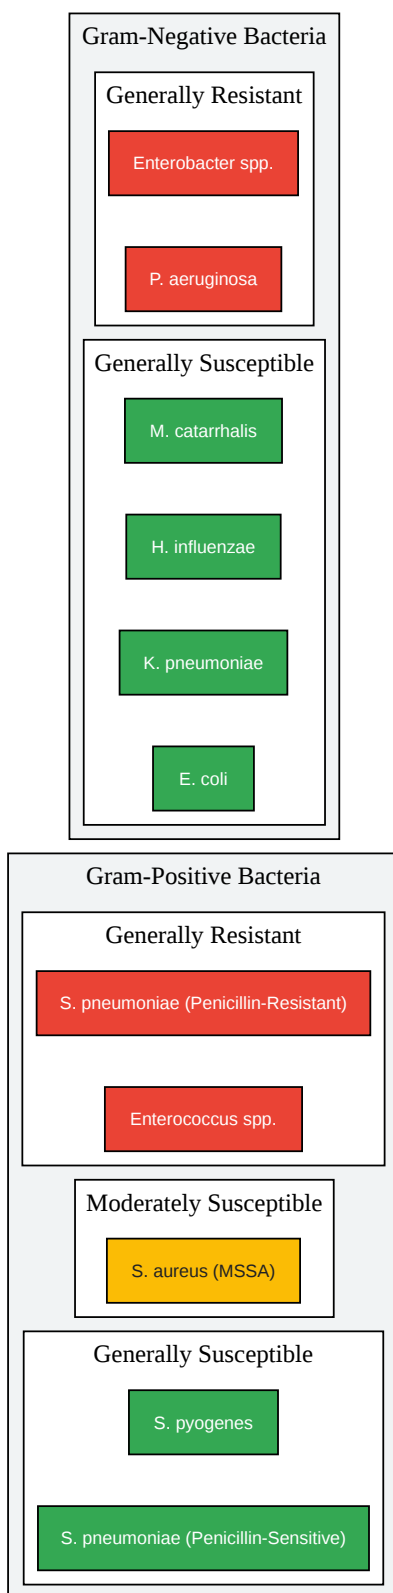 Gram-Negative Bacteria
Generally Resistant
Enterobacter spp.
P. aeruginosa
Generally Susceptible
M. catarrhalis
H. influenzae
K. pneumoniae
E. coli
Gram-Positive Bacteria
Generally Resistant
S. pneumoniae (Penicillin-Resistant)
Enterococcus spp.
Moderately Susceptible
S. aureus (MSSA)
Generally Susceptible
S. pyogenes
S. pneumoniae (Penicillin-Sensitive)